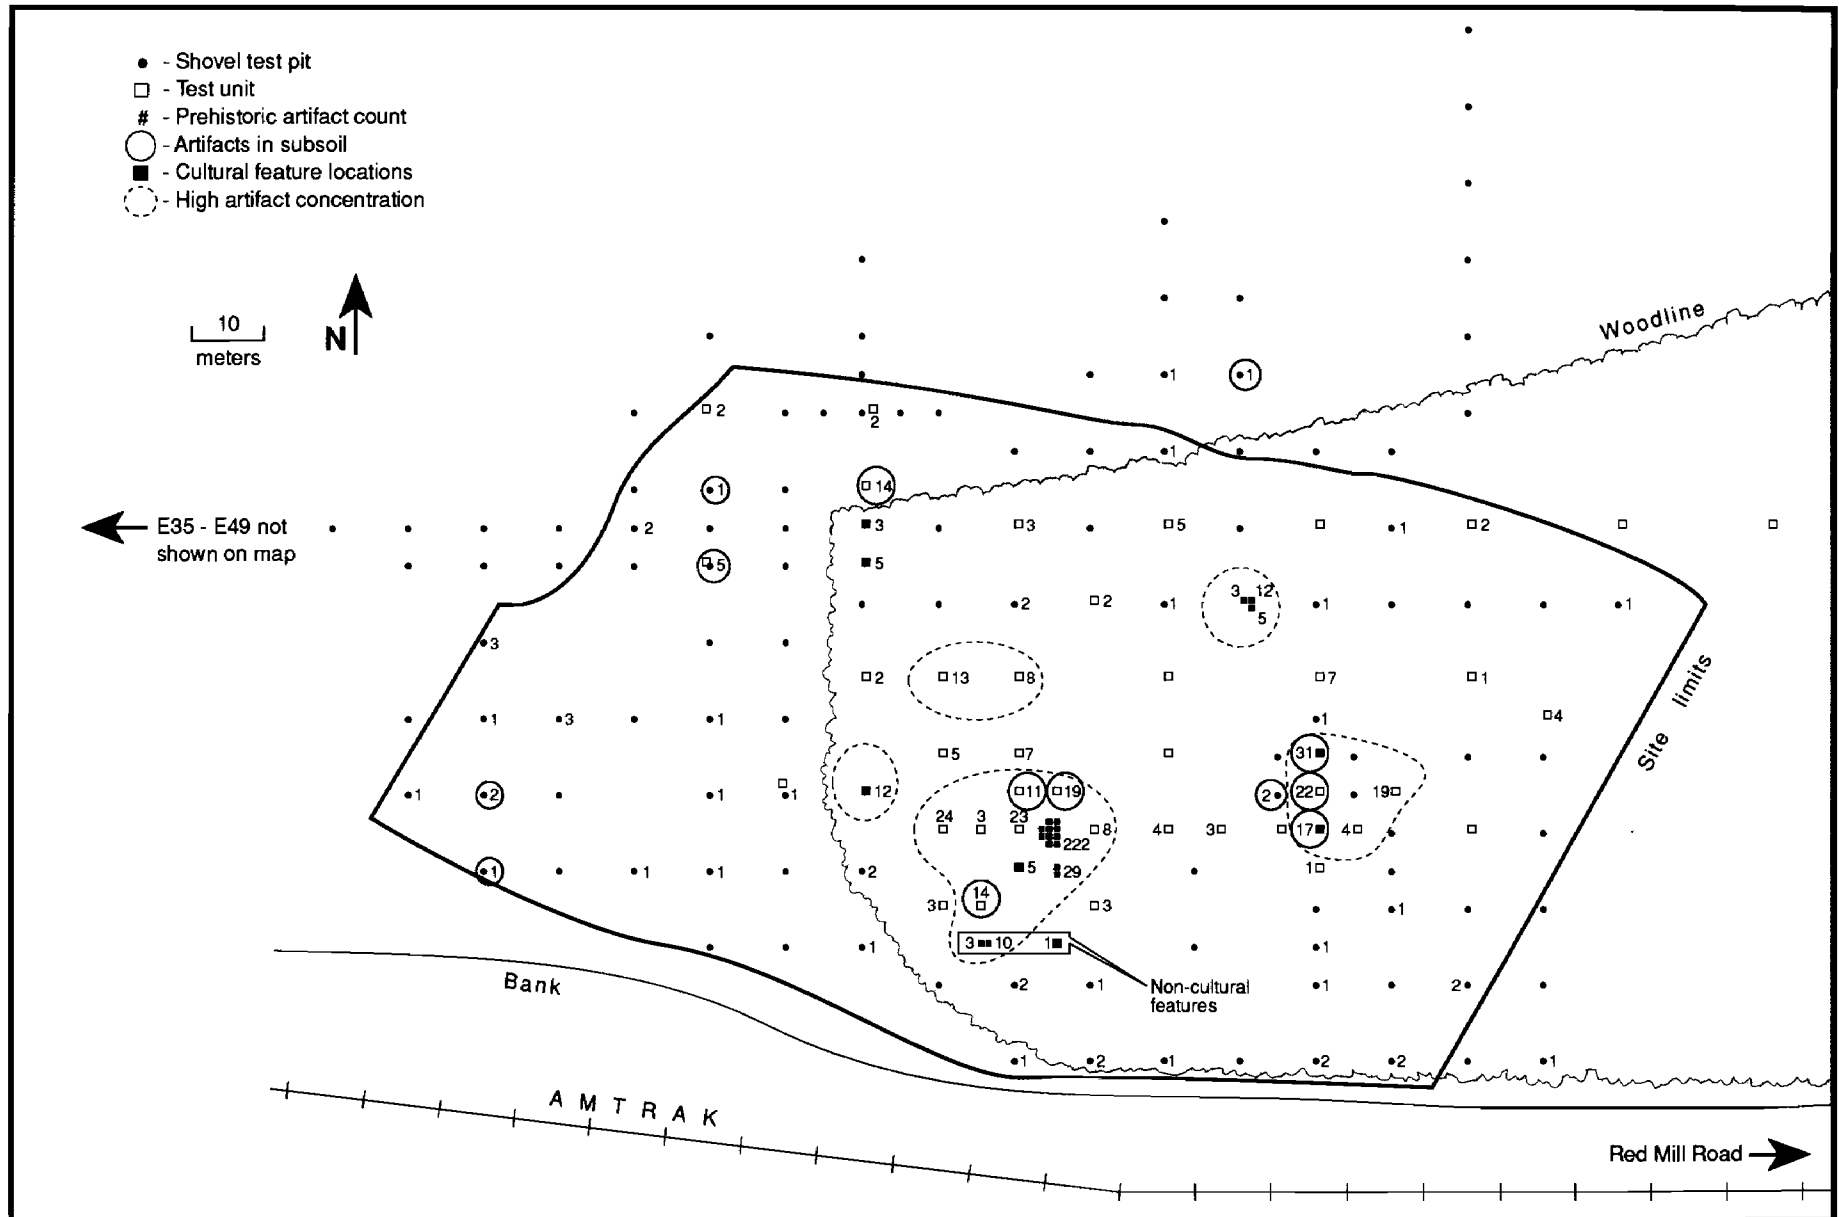 - Shovel test pit
- Test unit
# - Prehistoric artifact count
- Artifacts in subsoil
- Cultural feature locations
- High artifact concentration
10
meters
N
Woodline
1 1
2 2
1
1 14
E35 - E49 not
shown on map
2 3 3 5 1 2
5 5
3 12
2 2 1 5 1 1
3
2 13 8 7 1
1 3 1 1 4
Site limits
5 7 31
1 2 1 1 12 11 19 2 22 19
24 3 23 8 4 3 17 4
222
1 1 1 2 5 29 1
14
3 3 1
1 3 10 1 1
Bank
2 1 1 2
Non-cultural
features
1 2 1 2 2 1
AMTRAK
Red Mill Road